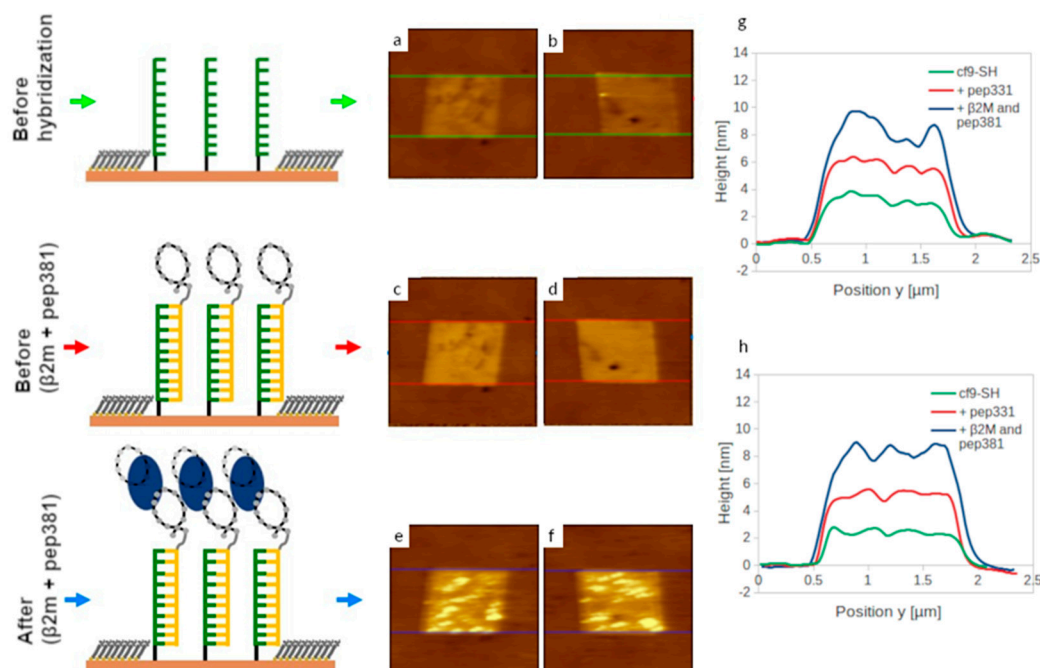 Before
hybridization
a
b
Before
(β2m + pep381)
c
d
After
(β2m + pep381)
e
f
g
14
12
10
8
6
4
2
0
-2
Height [nm]
cf9-SH
+ pep331
+ β2M and
pep381
0
0.5
1
1.5
2
2.5
Position y [μm]
h
14
12
10
8
6
4
2
0
-2
Height [nm]
cf9-SH
+ pep331
+ β2M and
pep381
0
0.5
1
1.5
2
2.5
Position y [μm]